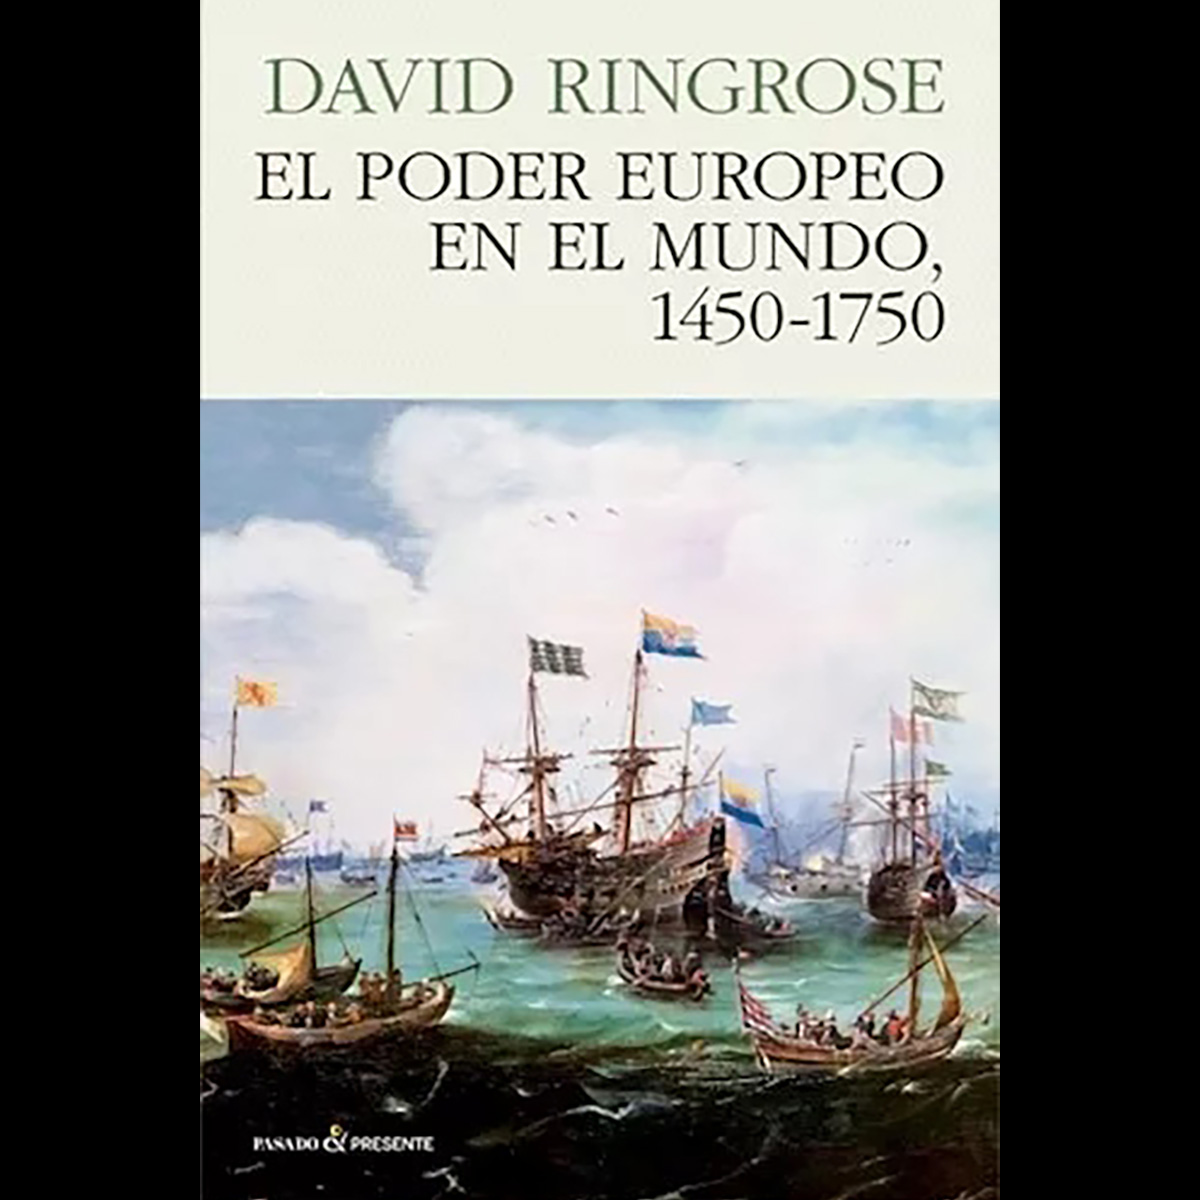 DAVID RINGROSE
EL PODER EUROPEO
EN EL MUNDO,
1450-1750
PASADO & PRESENTE